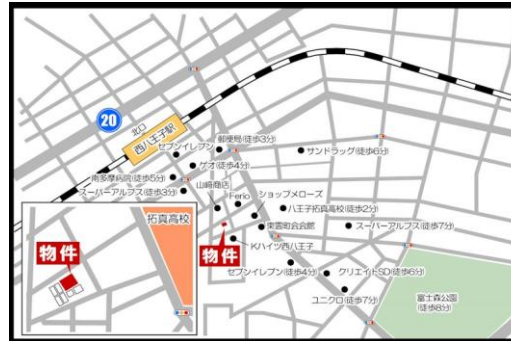 20
北口
西八王子駅
セブンイレブン
郵便局(徒歩3分)
サンドラッグ(徒歩6分)
ゲオ(徒歩4分)
南多摩病院(徒歩5分)
スーパーアルプス(徒歩3分)
山崎商店
Ferio
ショップメローズ
八王子拓真高校(徒歩2分)
東雲町会会館
スーパーアルプス(徒歩7分)
物件
Kハイツ西八王子
セブンイレブン(徒歩4分)
クリエイトSD(徒歩6分)
ユニクロ(徒歩7分)
富士森公園
(徒歩8分)
拓真高校
物件